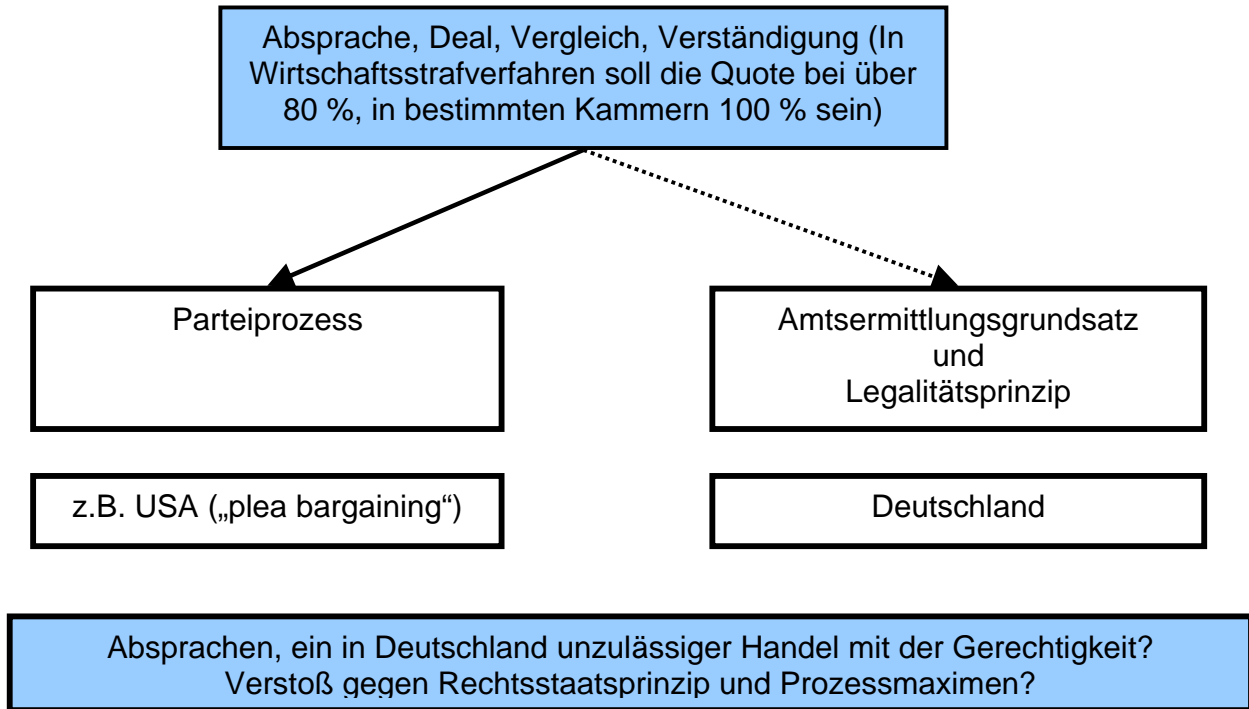 Absprache, Deal, Vergleich, Verständigung (In
Wirtschaftsstrafverfahren soll die Quote bei über
80 %, in bestimmten Kammern 100 % sein)
Parteiprozess
Amtsermittlungsgrundsatz
und
Legalitätsprinzip
z.B. USA („plea bargaining“)
Deutschland
Absprachen, ein in Deutschland unzulässiger Handel mit der Gerechtigkeit?
Verstoß gegen Rechtsstaatsprinzip und Prozessmaximen?